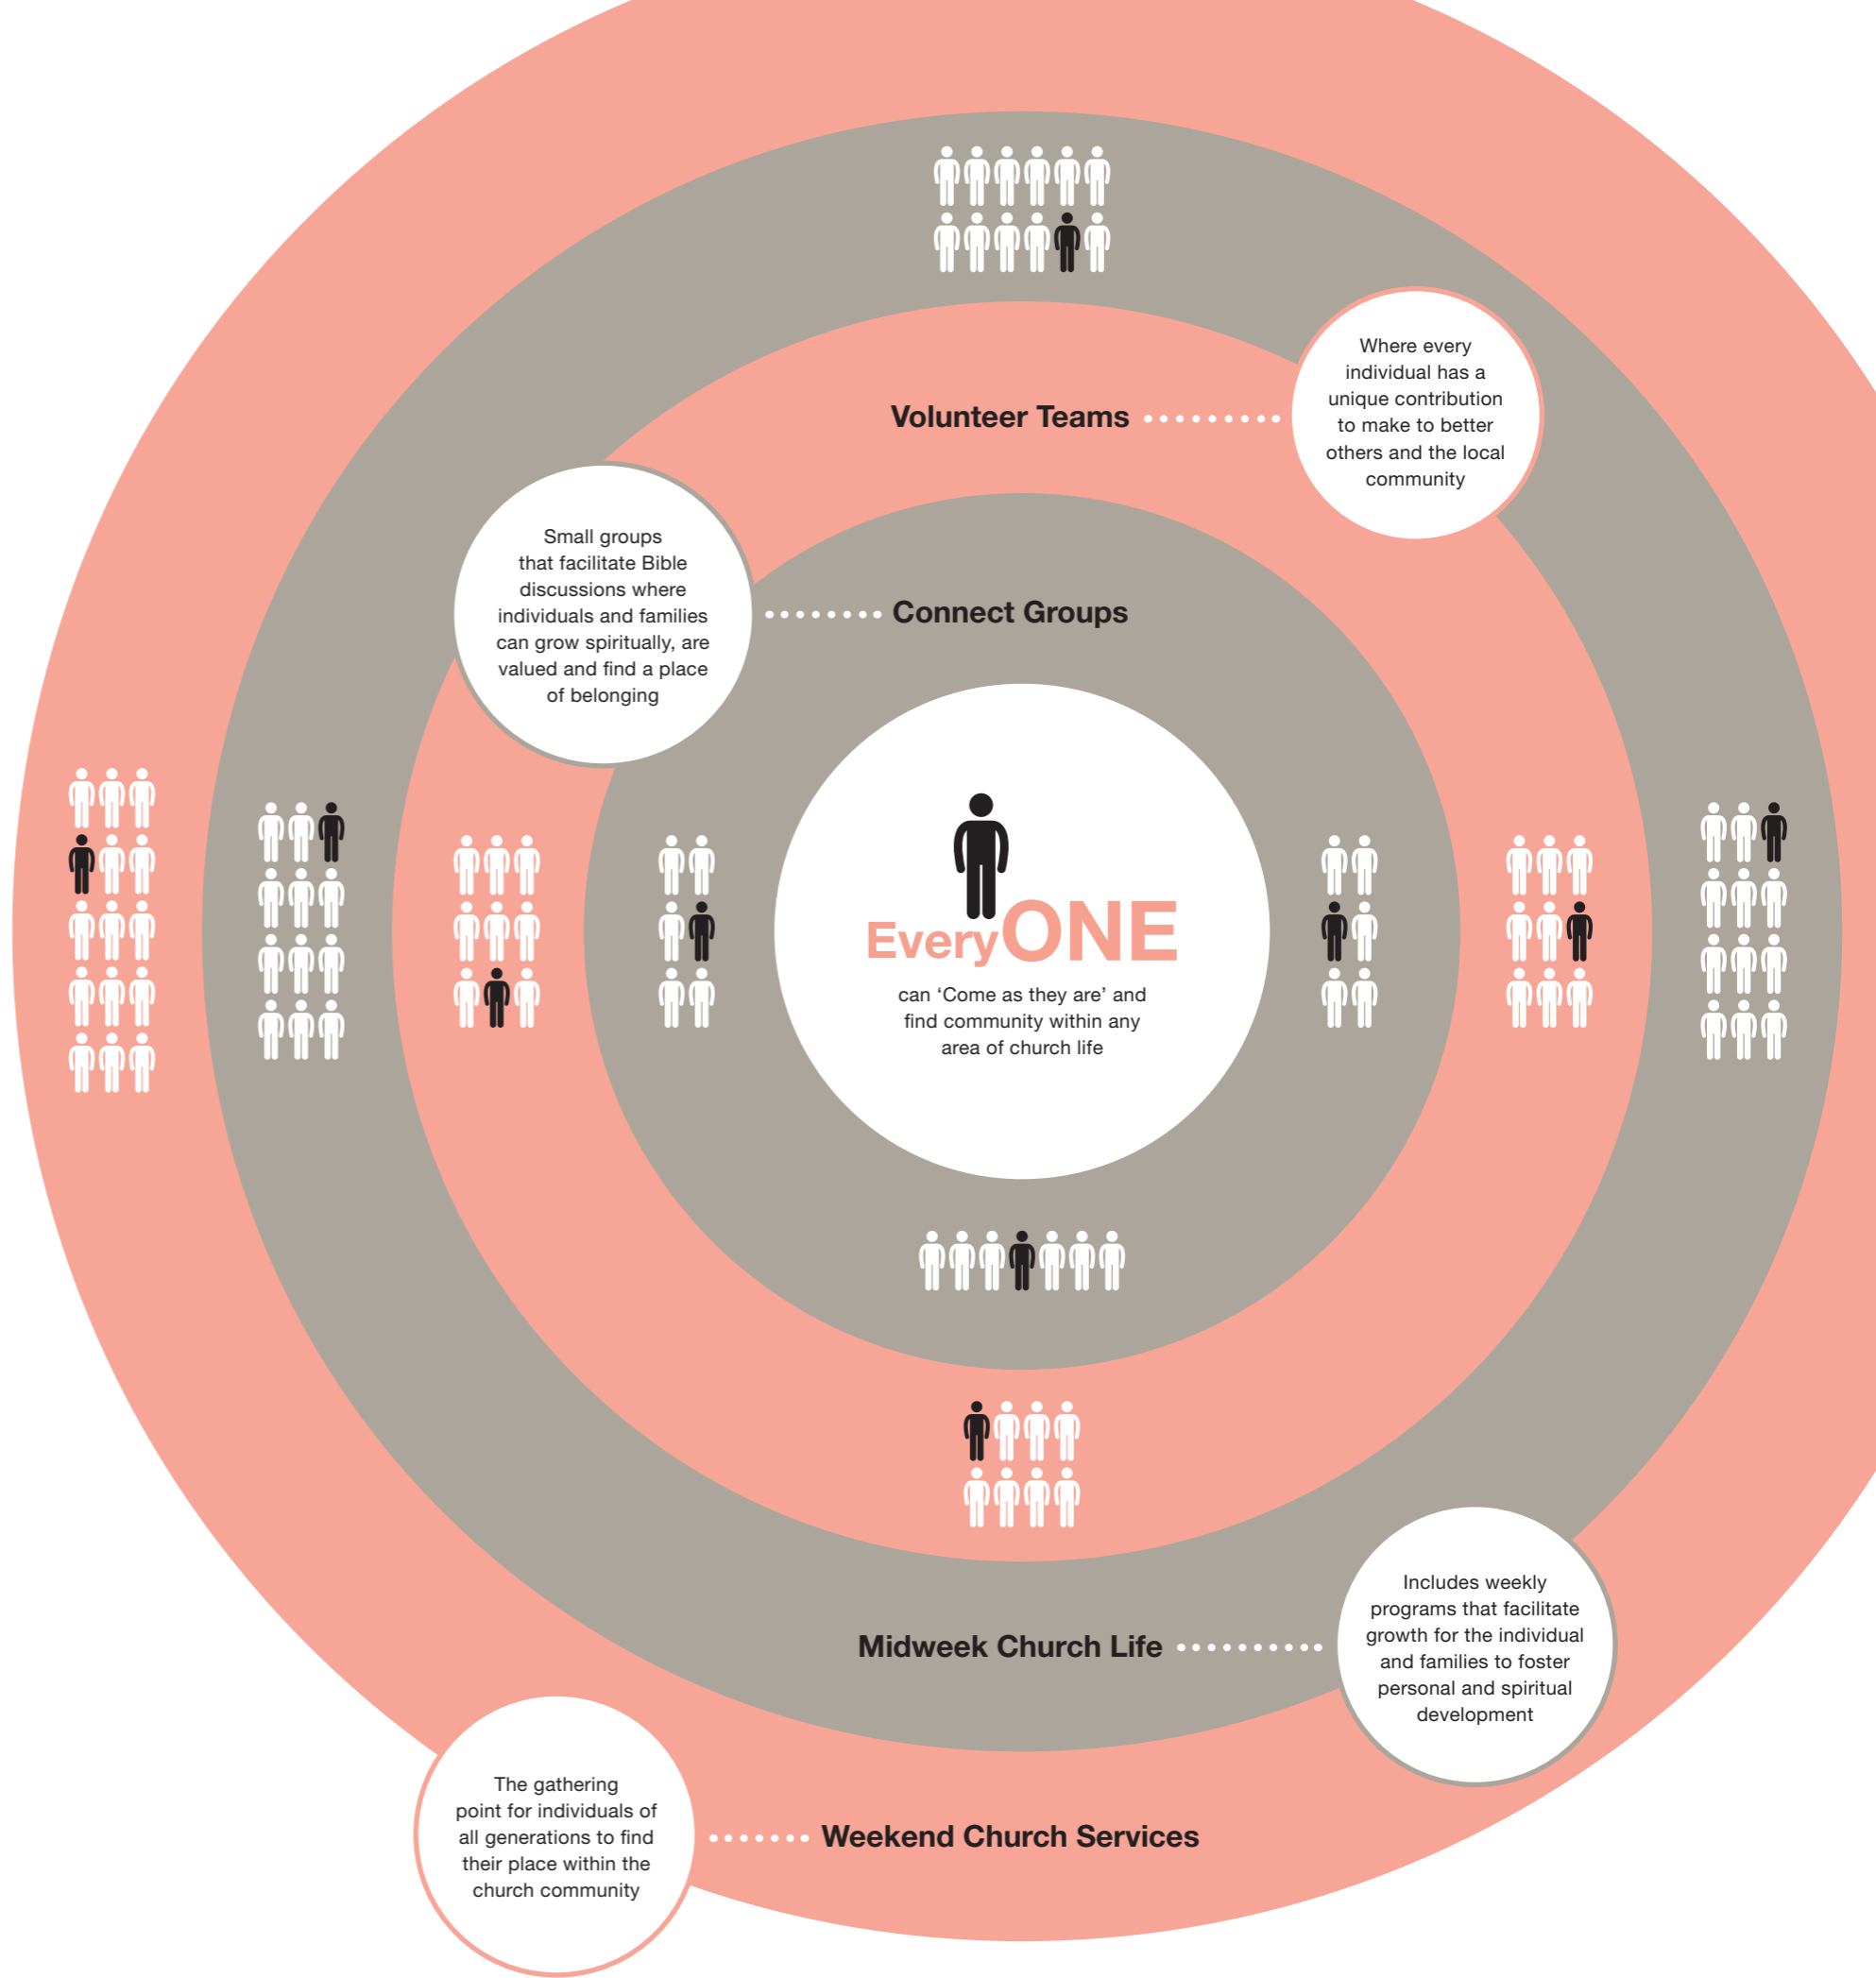 Volunteer Teams
Where every
individual has a
unique contribution
to make to better
others and the local
community
Small groups
that facilitate Bible
discussions where
individuals and families
can grow spiritually, are
valued and find a place
of belonging
Connect Groups
EveryONE
can ‘Come as they are’ and
find community within any
area of church life
Midweek Church Life
Includes weekly
programs that facilitate
growth for the individual
and families to foster
personal and spiritual
development
The gathering
point for individuals of
all generations to find
their place within the
church community
Weekend Church Services